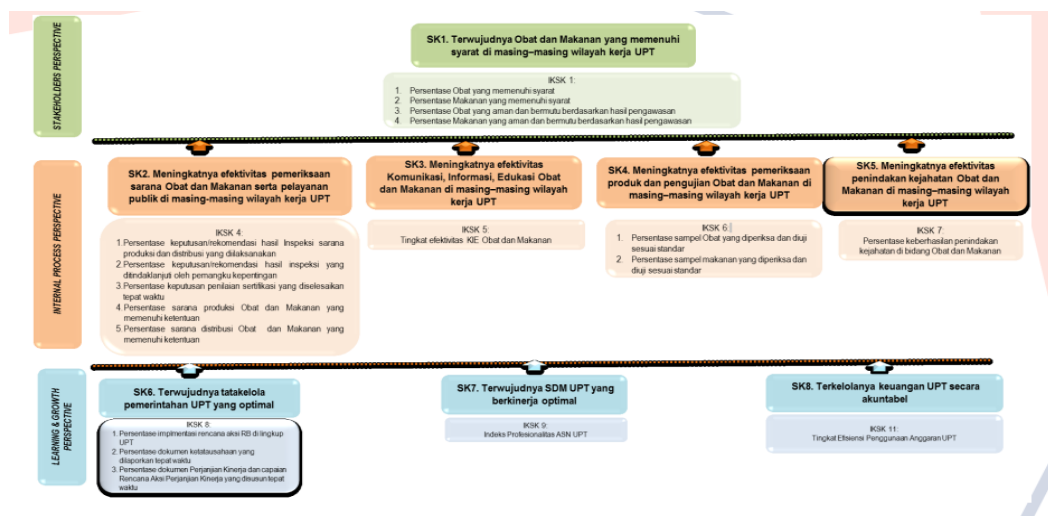 STAKEHOLDERS PERSPECTIVE
SK1. Terwujudnya Obat dan Makanan yang memenuhi
syarat di masing–masing wilayah kerja UPT
IKSK 1:
1. Persentase Obat yang memenuhi syarat
2. Persentase Makanan yang memenuhi syarat
3. Persentase Obat yang aman dan bermutu berdasarkan hasil pengawasan
4. Persentase Makanan yang aman dan bermutu berdasarkan hasil pengawasan
INTERNAL PROCESS PERSPECTIVE
SK2. Meningkatnya efektivitas pemeriksaan
sarana Obat dan Makanan serta pelayanan
publik di masing-masing wilayah kerja UPT
IKSK 4:
1. Persentase keputusan/rekomendasi hasil Inspeksi sarana
produksi dan distribusi yang dilaksanakan
2. Persentase keputusan/rekomendasi hasil inspeksi yang
ditindaklanjuti oleh pemangku kepentingan
3. Persentase keputusan penilaian sertifikasi yang diselesaikan
tepat waktu
4. Persentase sarana produksi Obat dan Makanan yang
memenuhi ketentuan
5. Persentase sarana distribusi Obat dan Makanan yang
memenuhi ketentuan
SK3. Meningkatnya efektivitas
Komunikasi, Informasi, Edukasi Obat
dan Makanan di masing–masing wilayah
kerja UPT
IKSK 5:
Tingkat efektivitas KIE Obat dan Makanan
SK4. Meningkatnya efektivitas pemeriksaan
produk dan pengujian Obat dan Makanan di
masing–masing wilayah kerja UPT
IKSK 6:
1. Persentase sampel Obat yang diperiksa dan diuji
sesuai standar
2. Persentase sampel makanan yang diperiksa dan
diuji sesuai standar
SK5. Meningkatnya efektivitas
penindakan kejahatan Obat dan
Makanan di masing–masing wilayah
kerja UPT
IKSK 7:
Persentase keberhasilan penindakan
kejahatan di bidang Obat dan Makanan
LEARNING & GROWTH
PERSPECTIVE
SK6. Terwujudnya tatakelola
pemerintahan UPT yang optimal
IKSK 8:
1. Persentase implmentasi rencana aksi RB di lingkup
UPT
2. Persentase dokumen ketatausahaan yang
dilaporkan tepat waktu
3. Persentase dokumen Perjanjian Kinerja dan capaian
Rencana Aksi Perjanjian Kinerja yang disusun tepat
waktu
SK7. Terwujudnya SDM UPT yang
berkinerja optimal
IKSK 9:
Indeks Profesionalitas ASN UPT
SK8. Terkelolanya keuangan UPT secara
akuntabel
IKSK 11:
Tingkat Efisiensi Penggunaan Anggaran UPT